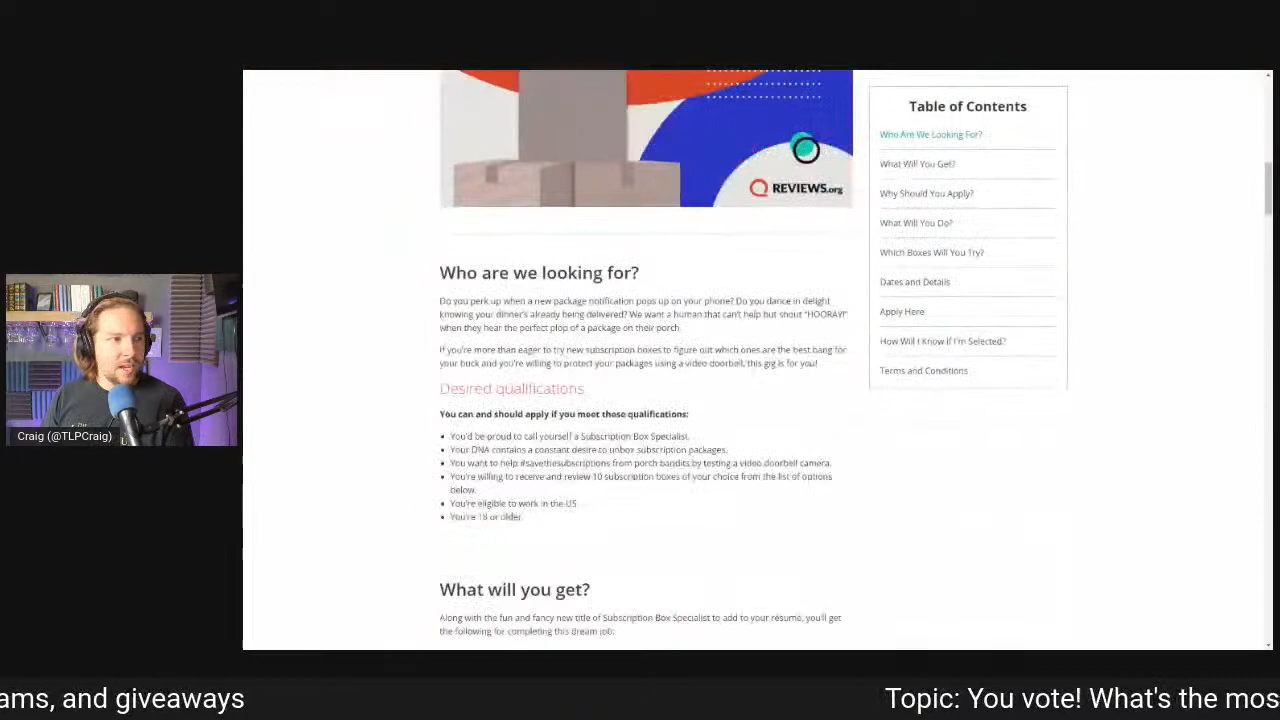 REVIEWS.org
Table of Contents
Who Are We Looking For?
What Will You Get?
Why Should You Apply?
What Will You Do?
Which Boxes Will You Try?
Dates and Details
Apply Here
How Will I Know if I'm Selected?
Terms and Conditions
Who are we looking for?
Do you perk up when a new package notification pops up on your phone? Do you dance in delight
knowing your dinner's already being delivered? We want a human that can't help but shout "HOORAY!"
when they hear the perfect plop of a package on their porch.
If you're more than eager to try new subscription boxes to figure out which ones are the best bang for
your buck and you're willing to protect your packages using a video doorbell, this gig is for you!
Desired qualifications
You can and should apply if you meet these qualifications:
• You'd be proud to call yourself a Subscription Box Specialist.
• Your DNA contains a constant desire to unbox subscription packages.
• You want to help #savethesubscriptions from porch bandits by testing a video doorbell camera.
• You're willing to receive and review 10 subscription boxes of your choice from the list of options
below.
• You're eligible to work in the US
• You're 18 or older.
What will you get?
Along with the fun and fancy new title of Subscription Box Specialist to add to your résume, you'll get
the following for completing this dream job:
Craig (@TLPCraig)
ams, and giveaways
Topic: You vote! What's the mos